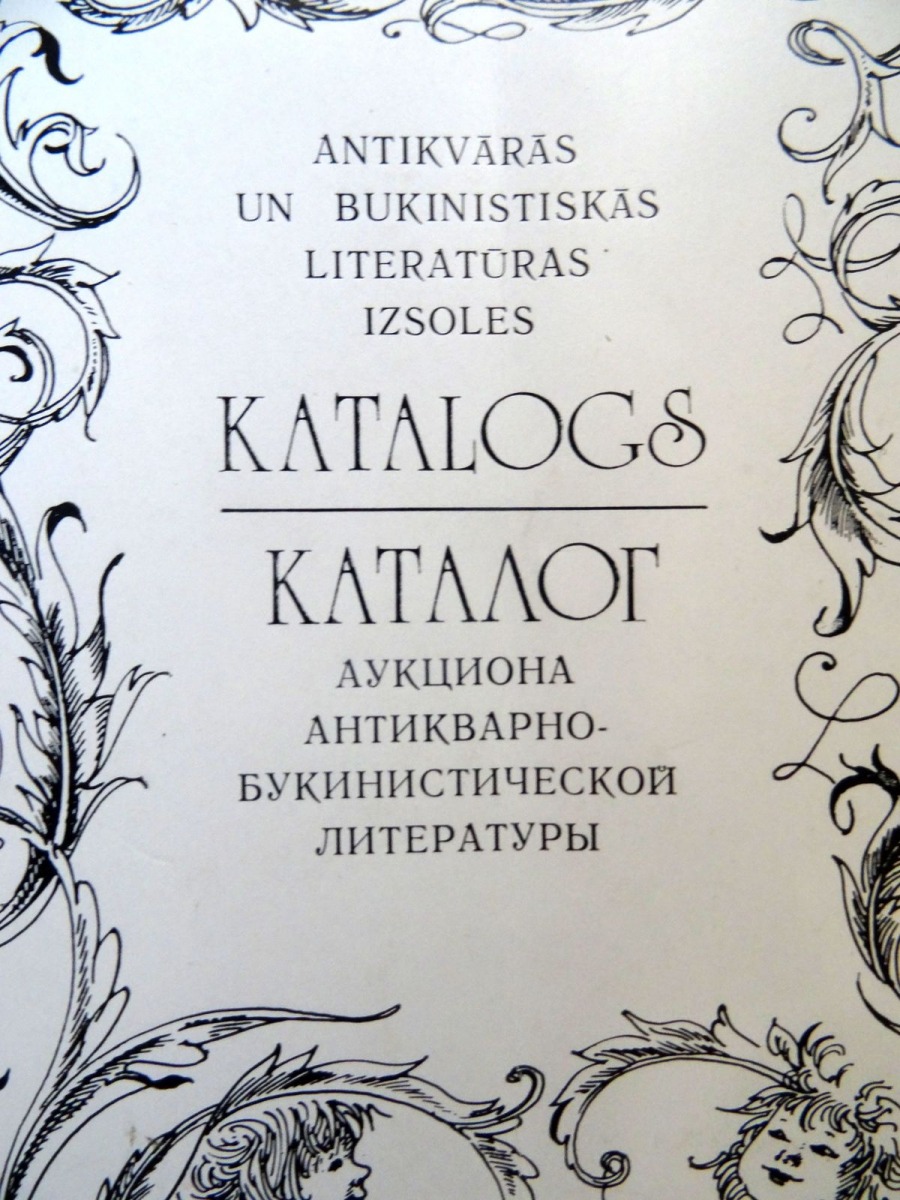 ANTIKVĀRĀS
UN BUKINISTISKĀS
LITERATŪRAS
IZSOLES
KATALOGS
КАТАЛОГ
АУКЦИОНА
АНТИКВАРНО-
БУКИНИСТИЧЕСКОЙ
ЛИТЕРАТУРЫ